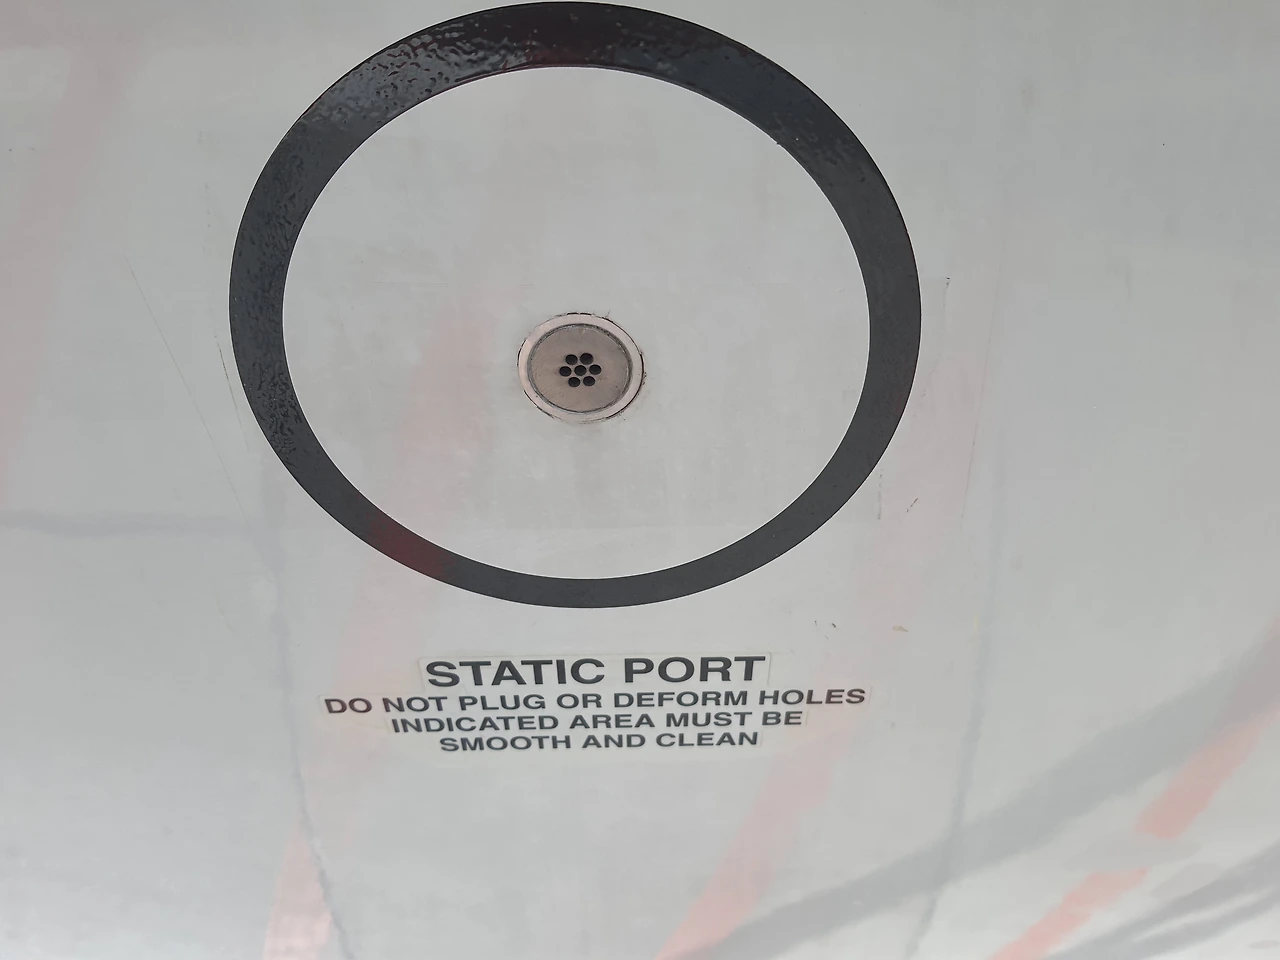 STATIC PORT
DO NOT PLUG OR DEFORM HOLES
INDICATED AREA MUST BE
SMOOTH AND CLEAN